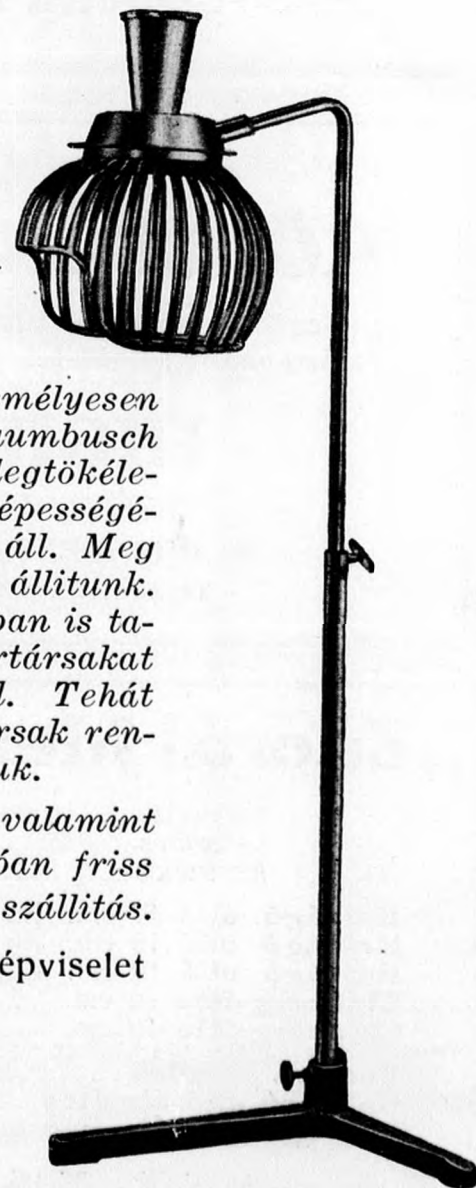 mélyesen
umbusch
legtökéle-
épességé-
áll. Meg
állitunk.
ban is ta-
rtársakat
l. Tehát
rsak ren-
uk.
valamint
óan friss
szállitás.
épviselet